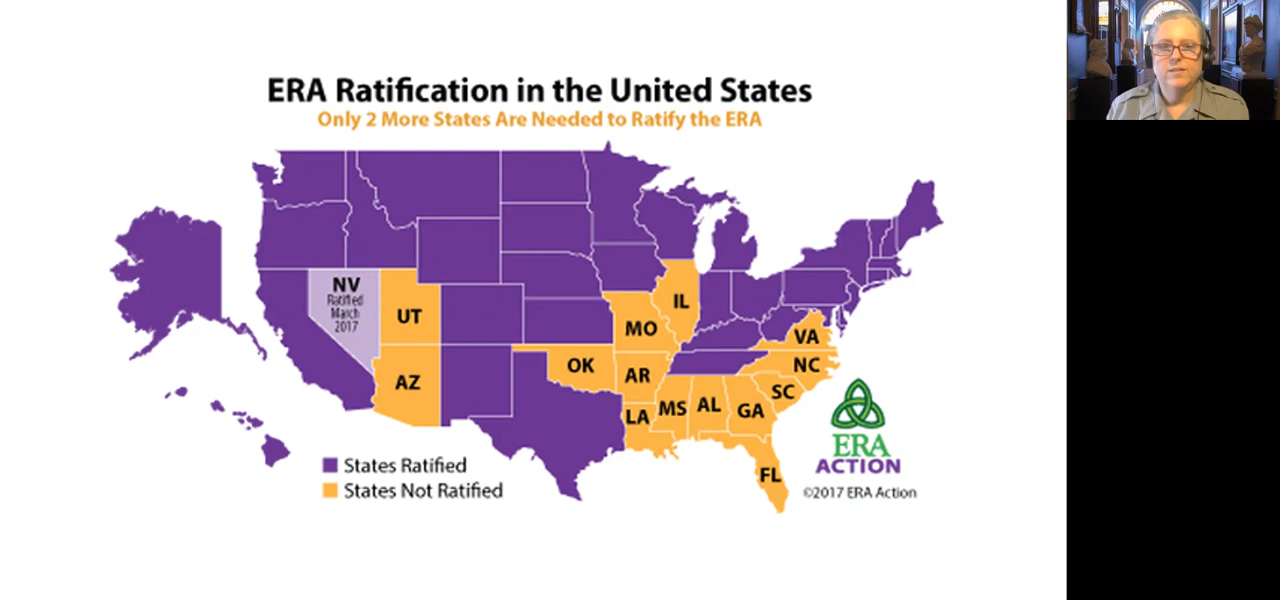 ERA Ratification in the United States
Only 2 More States Are Needed to Ratify the ERA
NV
Ratified
March
2017
UT
IL
MO
VA
OK
NC
AZ
AR
SC
MS
AL
GA
LA
FL
ERA
ACTION
States Ratified
States Not Ratified
©2017 ERA Action